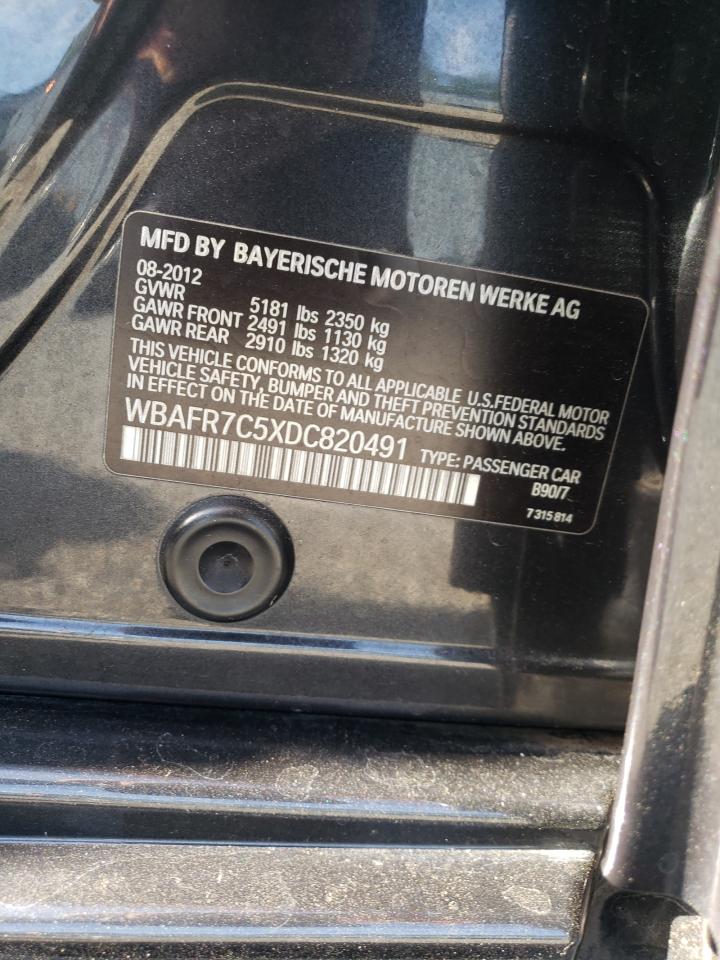 MFD BY BAYERISCHE MOTOREN WERKE AG
08-2012
GVWR 5181 lbs 2350 kg
GAWR FRONT 2491 lbs 1130 kg
GAWR REAR 2910 lbs 1320 kg
THIS VEHICLE CONFORMS TO ALL APPLICABLE U.S.FEDERAL MOTOR
VEHICLE SAFETY, BUMPER AND THEFT PREVENTION STANDARDS
IN EFFECT ON THE DATE OF MANUFACTURE SHOWN ABOVE.
WBAFR7C5XDC820491 TYPE: PASSENGER CAR
B90/7
7 315 814